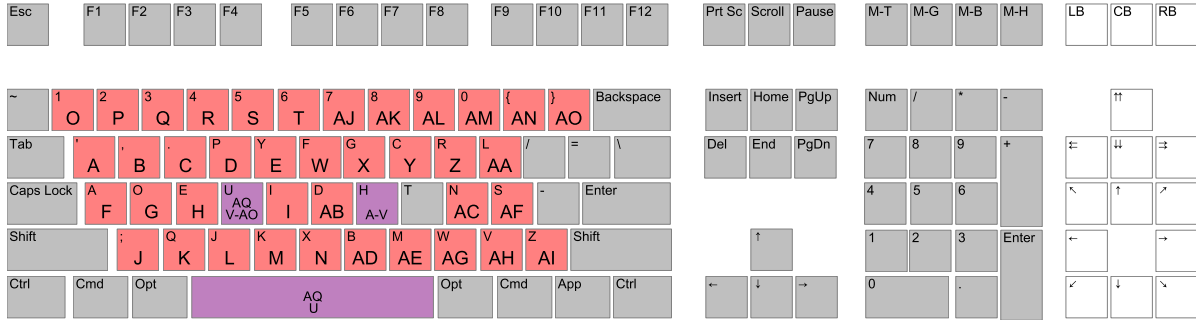 Esc F1 F2 F3 F4 F5 F6 F7 F8 F9 F10 F11 F12 Prt Sc Scroll Pause M-T M-G M-B M-H LB CB RB
~ 1 2 3 4 5 6 7 8 9 0 { } Backspace Insert Home PgUp Num / * - ⇈
O P Q R S T AJ AK AL AM AN AO
Tab ' , . P Y F G C R L / = \ Del End PgDn 7 8 9 + ⇇ ⇊ ⇉
A B C D E W X Y Z AA
Caps Lock A O E U I D H T N S - Enter 4 5 6 ↖ ↑ ↗
AQ
F G H V-AO I AB A-V AC AF
Shift ; Q J K X B M W V Z Shift ↑ 1 2 3 Enter ← →
J K L M N AD AE AG AH AI
Ctrl Cmd Opt Opt Cmd App Ctrl ← ↓ → 0 . ↙ ↓ ↘
AQ
U